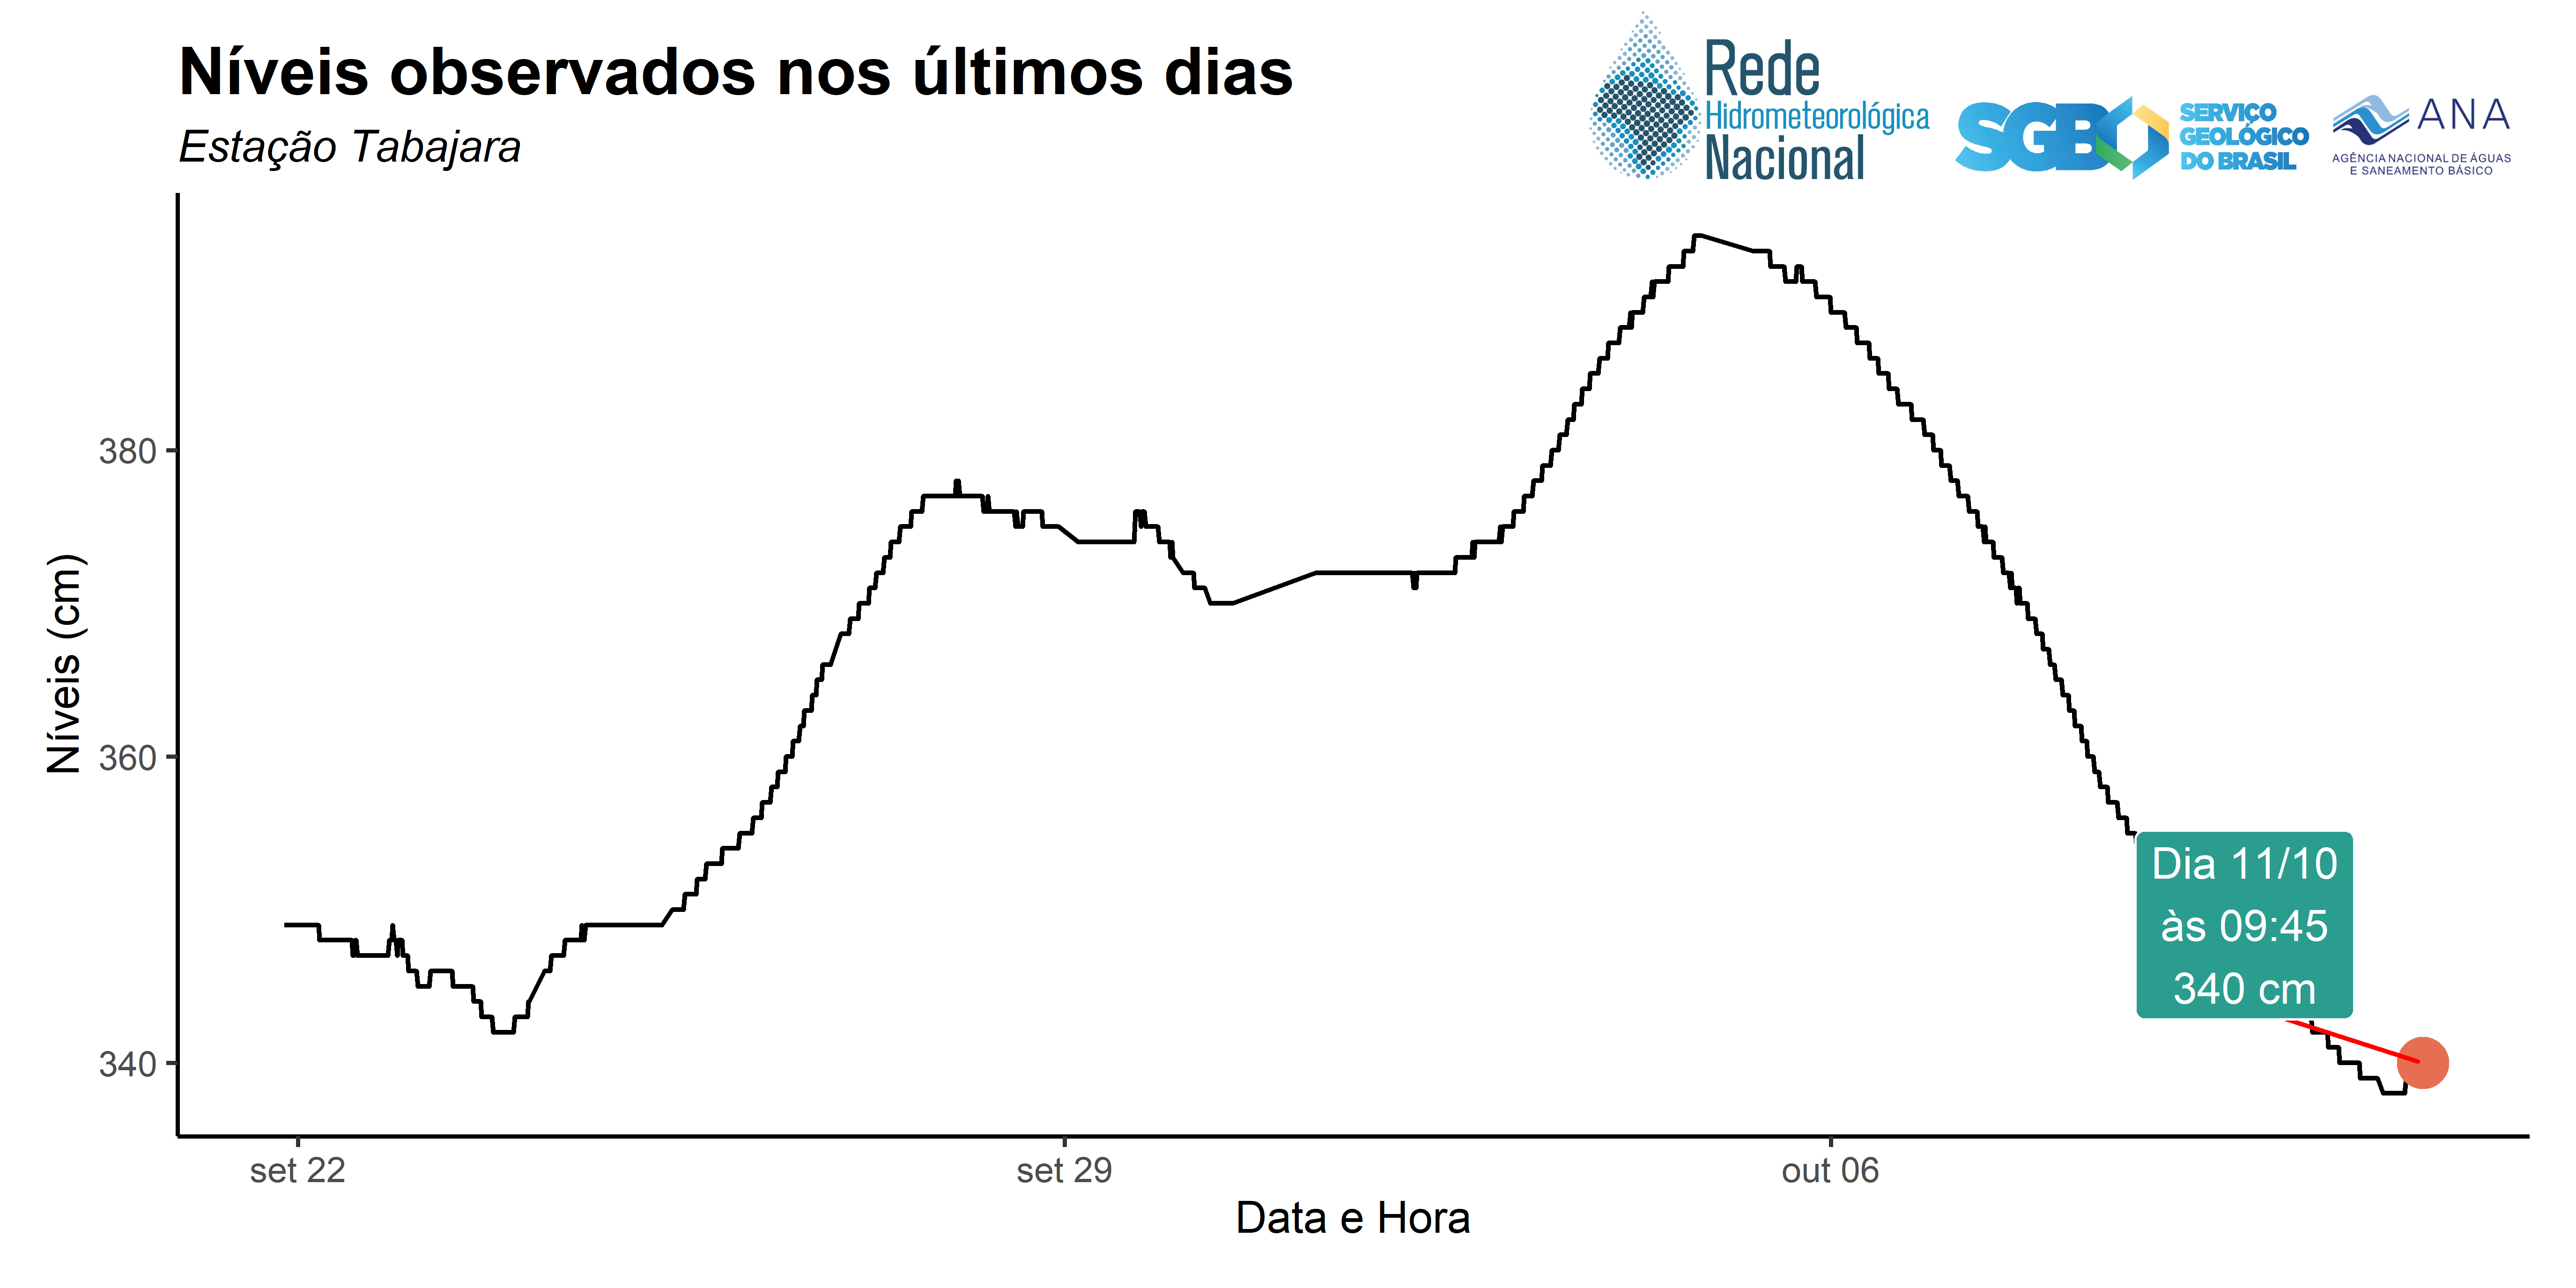 Níveis observados nos últimos dias
Estação Tabajara
Rede
Hidrometeorológica
Nacional
SGB
SERVIÇO
GEOLÓGICO
DO BRASIL
ANA
AGÊNCIA NACIONAL DE ÁGUAS
E SANEAMENTO BÁSICO
Níveis (cm)
380
360
340
Dia 11/10
às 09:45
340 cm
set 22
set 29
out 06
Data e Hora